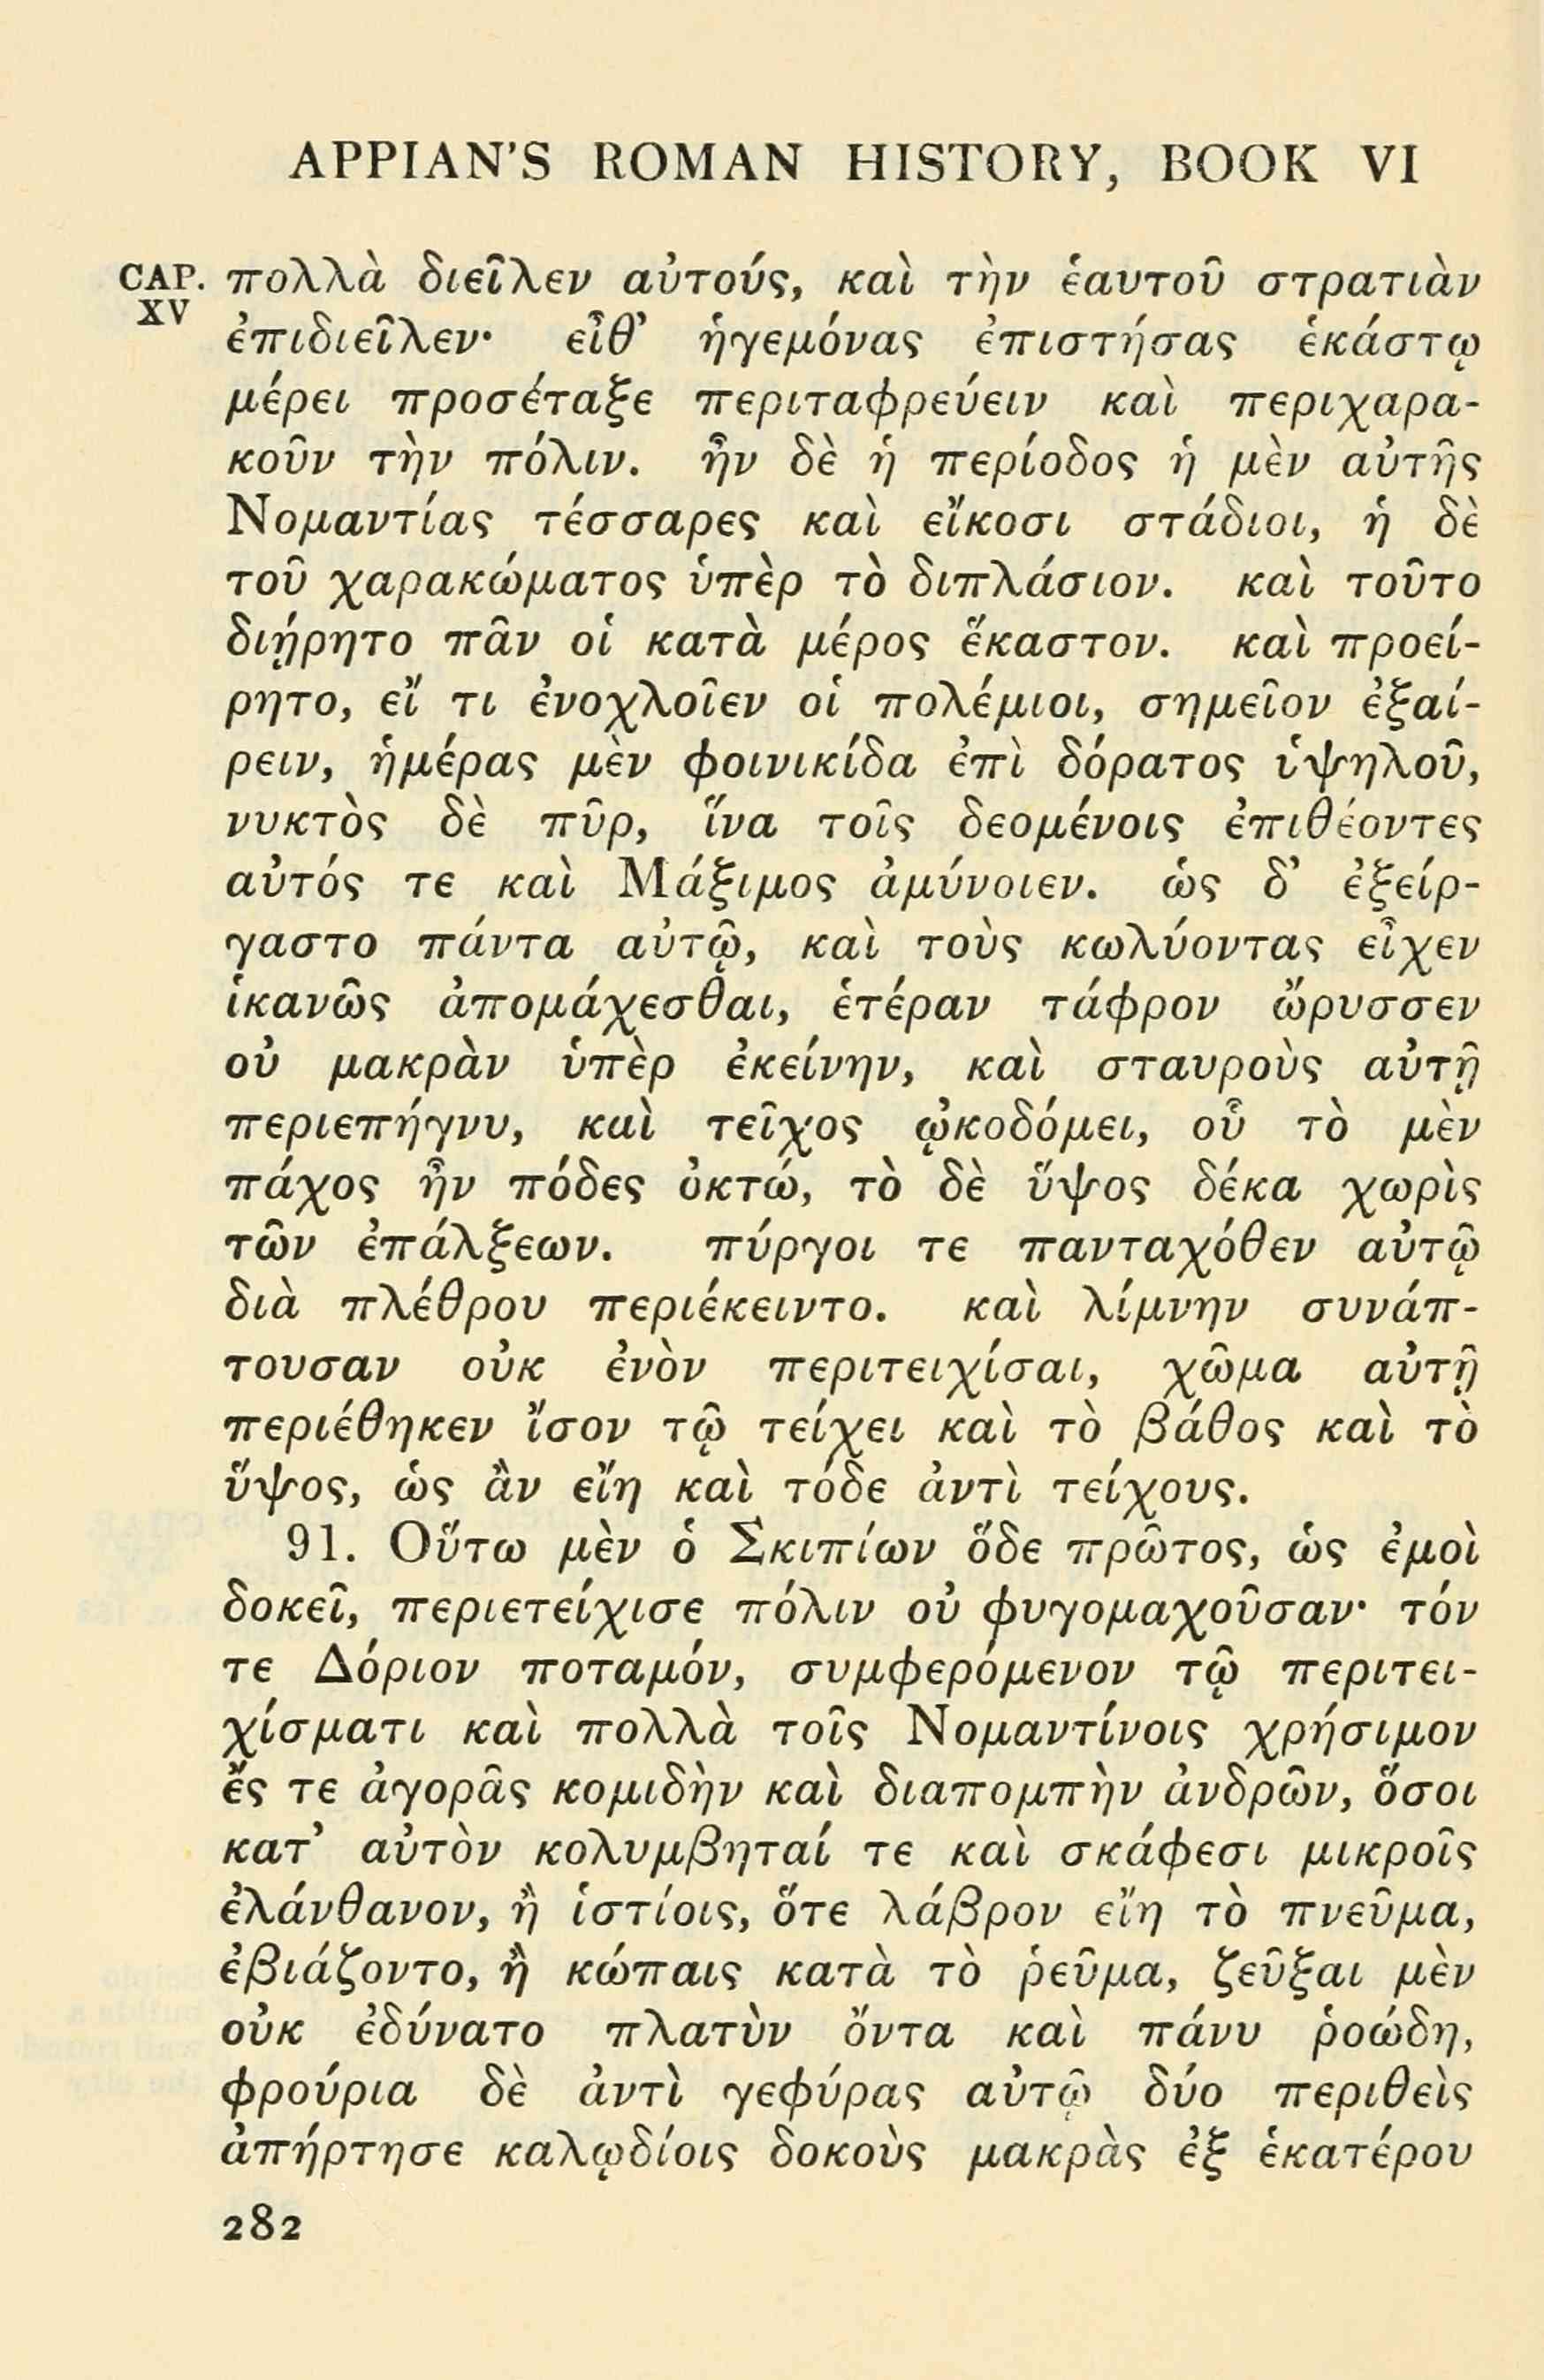 APPIAN'S ROMAN HISTORY, BOOK VI
CAP. XV
πολλὰ διεῖλεν αὐτούς, καὶ τὴν ἑαυτοῦ στρατιὰν
ἐπιδιεῖλεν· εἶθ' ἡγεμόνας ἐπιστήσας ἑκάστῳ
μέρει προσέταξε περιταφρεύειν καὶ περιχαρα-
κοῦν τὴν πόλιν. ἦν δὲ ἡ περίοδος ἡ μὲν αὐτῆς
Νομαντίας τέσσαρες καὶ εἴκοσι στάδιοι, ἡ δὲ
τοῦ χαρακώματος ὑπὲρ τὸ διπλάσιον. καὶ τοῦτο
διῄρητο πᾶν οἱ κατὰ μέρος ἕκαστον. καὶ προεί-
ρητο, εἴ τι ἐνοχλοῖεν οἱ πολέμιοι, σημεῖον ἐξαί-
ρειν, ἡμέρας μὲν φοινικίδα ἐπὶ δόρατος ὑψηλοῦ,
νυκτὸς δὲ πῦρ, ἵνα τοῖς δεομένοις ἐπιθέοντες
αὐτός τε καὶ Μάξιμος ἀμύνοιεν. ὡς δ' ἐξείρ-
γαστο πάντα αὐτῷ, καὶ τοὺς κωλύοντας εἶχεν
ἱκανῶς ἀπομάχεσθαι, ἑτέραν τάφρον ὤρυσσεν
οὐ μακρὰν ὑπὲρ ἐκείνην, καὶ σταυροὺς αὐτῇ
περιεπήγνυ, καὶ τεῖχος ᾠκοδόμει, οὗ τὸ μὲν
πάχος ἦν πόδες ὀκτώ, τὸ δὲ ὕψος δέκα χωρὶς
τῶν ἐπάλξεων. πύργοι τε πανταχόθεν αὐτῷ
διὰ πλέθρου περιέκειντο. καὶ λίμνην συνάπ-
τουσαν οὐκ ἐνὸν περιτειχίσαι, χῶμα αὐτῇ
περιέθηκεν ἴσον τῷ τείχει καὶ τὸ βάθος καὶ τὸ
ὕψος, ὡς ἂν εἴη καὶ τόδε ἀντὶ τείχους.
91. Οὕτω μὲν ὁ Σκιπίων ὅδε πρῶτος, ὡς ἐμοὶ
δοκεῖ, περιετείχισε πόλιν οὐ φυγομαχοῦσαν· τόν
τε Δόριον ποταμόν, συμφερόμενον τῷ περιτει-
χίσματι καὶ πολλὰ τοῖς Νομαντίνοις χρήσιμον
ἔς τε ἀγορᾶς κομιδὴν καὶ διαπομπὴν ἀνδρῶν, ὅσοι
κατ' αὐτὸν κολυμβηταί τε καὶ σκάφεσι μικροῖς
ἐλάνθανον, ἢ ἱστίοις, ὅτε λάβρον εἴη τὸ πνεῦμα,
ἐβιάζοντο, ἢ κώπαις κατὰ τὸ ῥεῦμα, ζεῦξαι μὲν
οὐκ ἐδύνατο πλατὺν ὄντα καὶ πάνυ ῥοώδη,
φρούρια δὲ ἀντὶ γεφύρας αὐτῷ δύο περιθεὶς
ἀπήρτησε καλῳδίοις δοκοὺς μακρὰς ἐξ ἑκατέρου
282